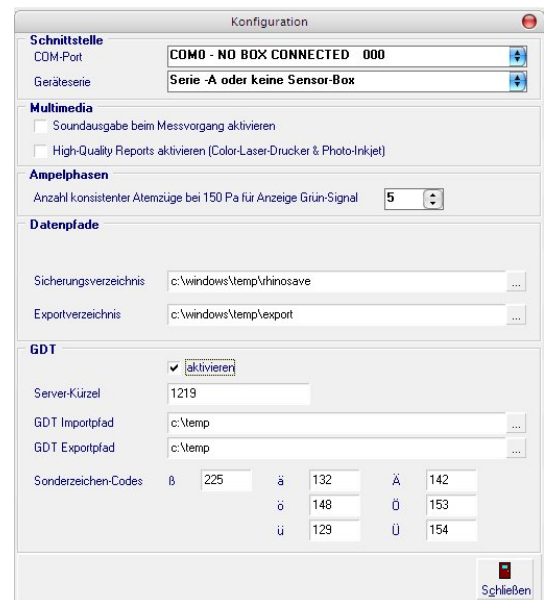 Konfiguration
Schnittstelle
COM-Port COM0 - NO BOX CONNECTED 000
Geräteserie Serie -A oder keine Sensor-Box
Multimedia
Soundausgabe beim Messvorgang aktivieren
High-Quality Reports aktivieren (Color-Laser-Drucker & Photo-Inkjet)
Ampelphasen
Anzahl konsistenter Atemzüge bei 150 Pa für Anzeige Grün-Signal 5
Datenpfade
Sicherungsverzeichnis c:\windows\temp\rhinosave ...
Exportverzeichnis c:\windows\temp\export ...
GDT
aktivieren
Server-Kürzel 1219
GDT Importpfad c:\temp ...
GDT Exportpfad c:\temp ...
Sonderzeichen-Codes ß 225 ä 132 Ä 142
ö 148 Ö 153
ü 129 Ü 154
Schließen